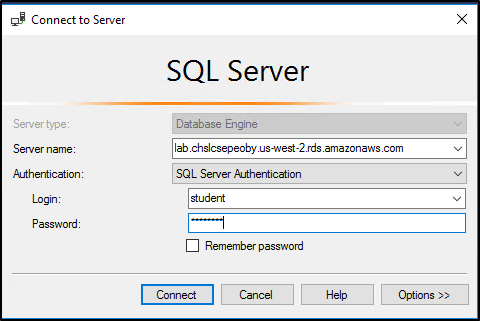 Connect to Server
SQL Server
Server type: Database Engine
Server name: lab.chslcsepeoby.us-west-2.rds.amazonaws.com
Authentication: SQL Server Authentication
Login: student
Password: ********
Remember password
Connect Cancel Help Options >>